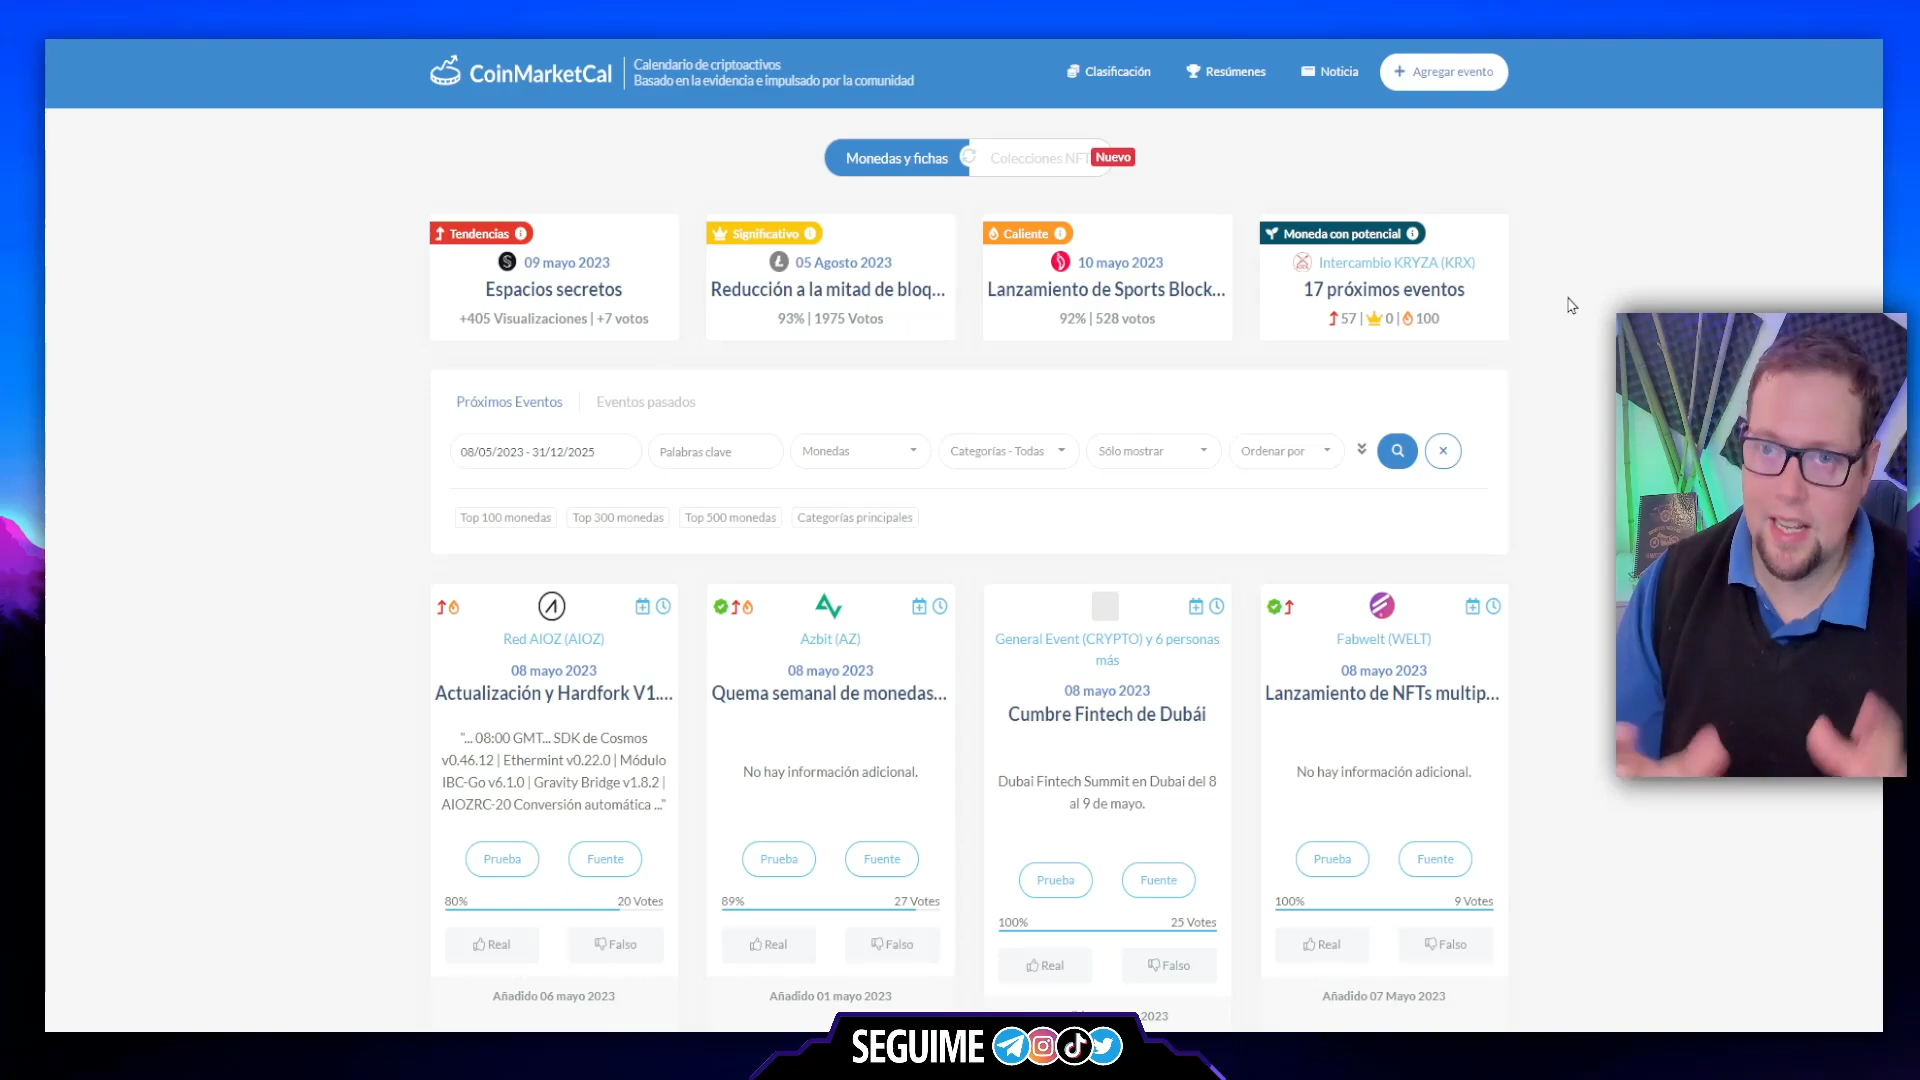 CoinMarketCal
Calendario de criptoactivos
Basado en la evidencia e impulsado por la comunidad
Clasificación
Resúmenes
Noticia
Agregar evento
Monedas y fichas
Colecciones NFT
Nuevo
Tendencias
09 mayo 2023
Espacios secretos
+405 Visualizaciones | +7 votos
Significativo
05 Agosto 2023
Reducción a la mitad de bloq...
93% | 1975 Votos
Caliente
10 mayo 2023
Lanzamiento de Sports Block...
92% | 528 votos
Moneda con potencial
Intercambio KRYZA (KRX)
17 próximos eventos
57 | 0 | 100
Próximos Eventos
Eventos pasados
08/05/2023 - 31/12/2025
Palabras clave
Monedas
Categorías - Todas
Sólo mostrar
Ordenar por
Top 100 monedas
Top 300 monedas
Top 500 monedas
Categorías principales
Red AIOZ (AIOZ)
08 mayo 2023
Actualización y Hardfork V1....
"... 08:00 GMT... SDK de Cosmos
v0.46.12 | Ethermint v0.22.0 | Módulo
IBC-Go v6.1.0 | Gravity Bridge v1.8.2 |
AIOZRC-20 Conversión automática ..."
Prueba
Fuente
80%
20 Votes
Real
Falso
Añadido 06 mayo 2023
Azbit (AZ)
08 mayo 2023
Quema semanal de monedas...
No hay información adicional.
Prueba
Fuente
89%
27 Votes
Real
Falso
Añadido 01 mayo 2023
General Event (CRYPTO) y 6 personas
más
08 mayo 2023
Cumbre Fintech de Dubái
Dubai Fintech Summit en Dubai del 8
al 9 de mayo.
Prueba
Fuente
100%
25 Votes
Real
Falso
2023
Fabwelt (WELT)
08 mayo 2023
Lanzamiento de NFTs multip...
No hay información adicional.
Prueba
Fuente
100%
9 Votes
Real
Falso
Añadido 07 Mayo 2023
SEGUIME